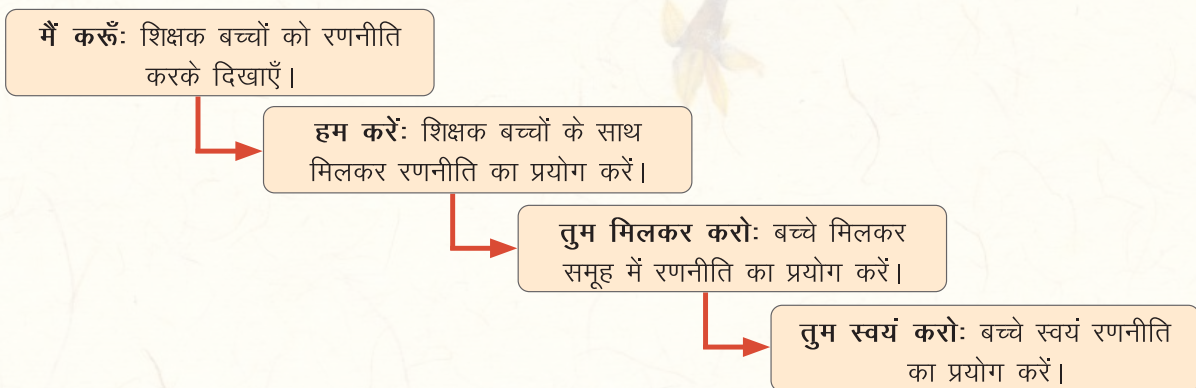 मैं करूँः शिक्षक बच्चों को रणनीति
करके दिखाएँ।
हम करेंः शिक्षक बच्चों के साथ
मिलकर रणनीति का प्रयोग करें।
तुम मिलकर करोः बच्चे मिलकर
समूह में रणनीति का प्रयोग करें।
तुम स्वयं करोः बच्चे स्वयं रणनीति
का प्रयोग करें।